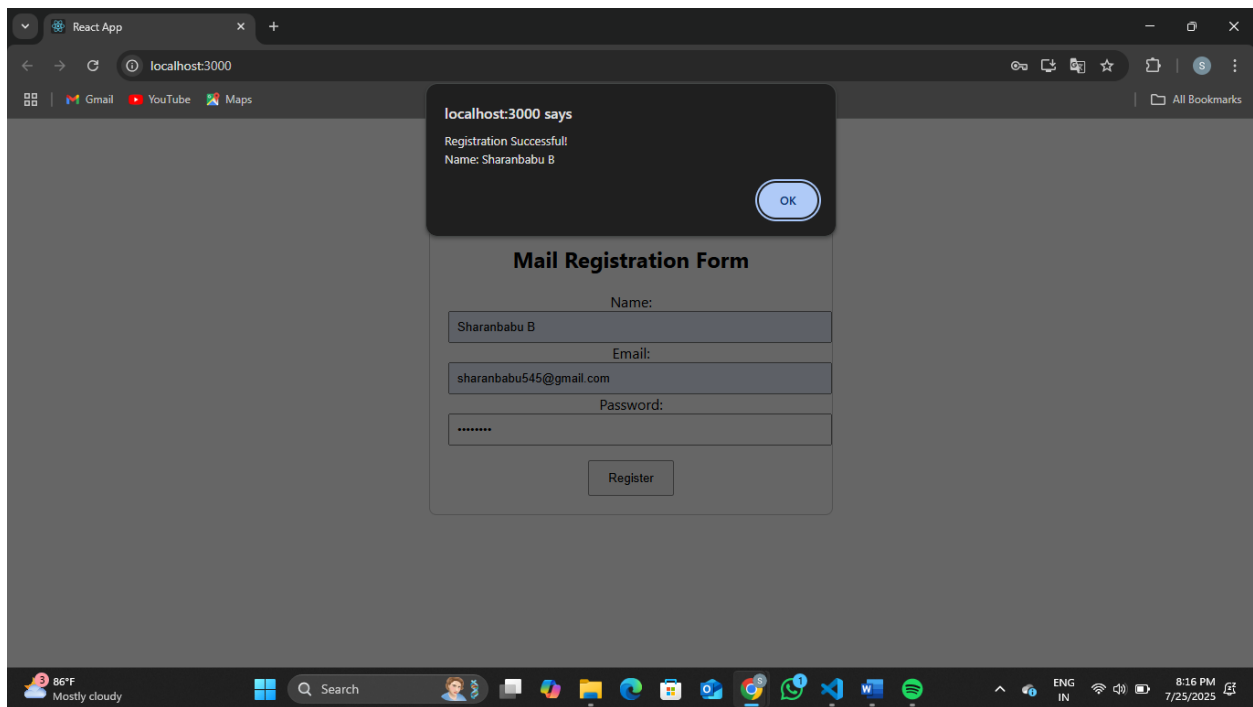 React App
localhost:3000
S
Gmail
YouTube
Maps
All Bookmarks
localhost:3000 says
Registration Successful!
Name: Sharanbabu B
OK
Mail Registration Form
Name:
Sharanbabu B
Email:
sharanbabu545@gmail.com
Password:
••••••••
Register
3
86°F
Mostly cloudy
Search
S
1
ENG
IN
8:16 PM
7/25/2025